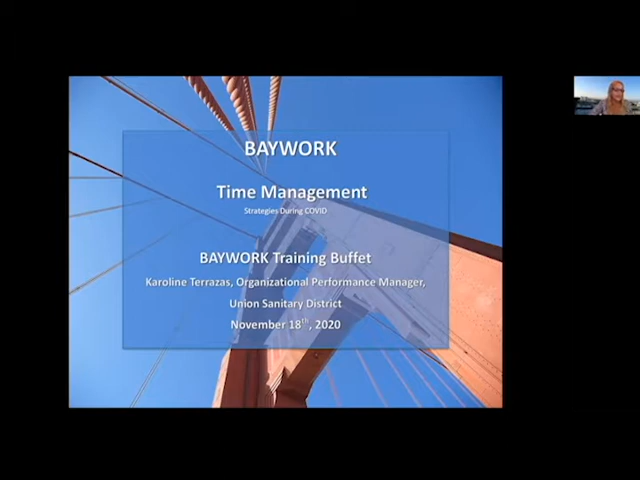 BAYWORK
Time Management
Strategies During COVID
BAYWORK Training Buffet
Karoline Terrazas, Organizational Performance Manager,
Union Sanitary District
November 18th, 2020